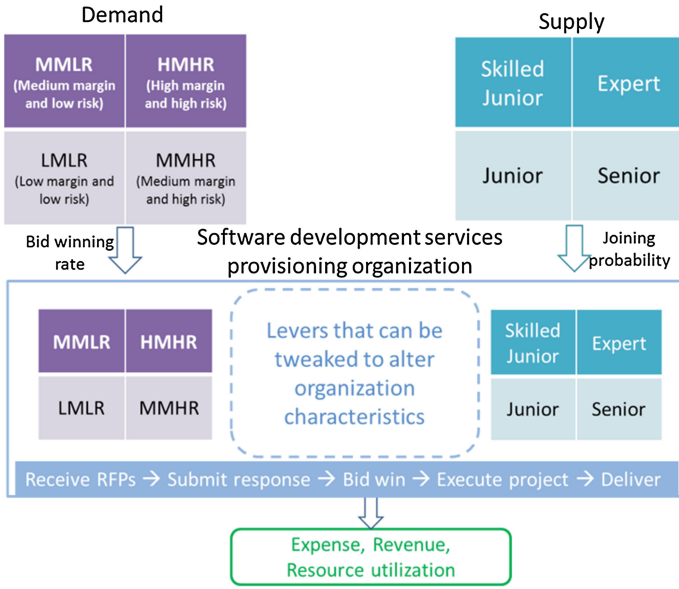 Demand
MMLR
(Medium margin
and low risk)
HMHR
(High margin
and high risk)
LMLR
(Low margin and
low risk)
MMHR
(Medium margin
and high risk)
Supply
Skilled
Junior
Expert
Junior
Senior
Bid winning
rate
Software development services
provisioning organization
Joining
probability
MMLR
HMHR
LMLR
MMHR
Levers that can be
tweaked to alter
organization
characteristics
Skilled
Junior
Expert
Junior
Senior
Receive RFPs → Submit response → Bid win → Execute project → Deliver
Expense, Revenue,
Resource utilization